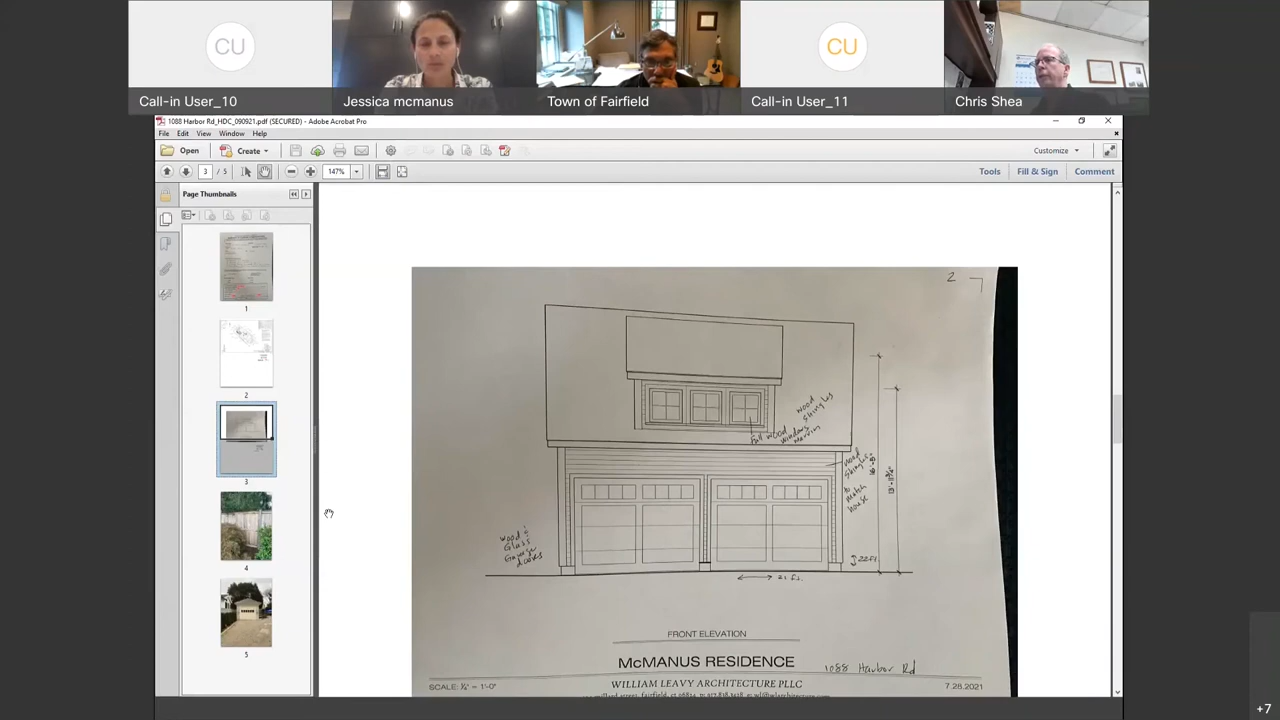 CU
CU
Call-in User_10
Jessica mcmanus
Town of Fairfield
Call-in User_11
Chris Shea
1088 Harbor Rd_HDC_090921.pdf (SECURED) - Adobe Acrobat Pro
File Edit View Window Help
Open
Create
Customize
3 / 5
147%
Tools
Fill & Sign
Comment
Page Thumbnails
1
2
3
4
5
2
wood
shingles
full wood
windows
marvin
wood
shingles
to
match
house
wood &
Glass
Garage
doors
22 ft
21 ft.
FRONT ELEVATION
McMANUS RESIDENCE
1088 Harbor Rd
SCALE: ¼" = 1'-0"
WILLIAM LEAVY ARCHITECTURE PLLC
7.28.2021
+7